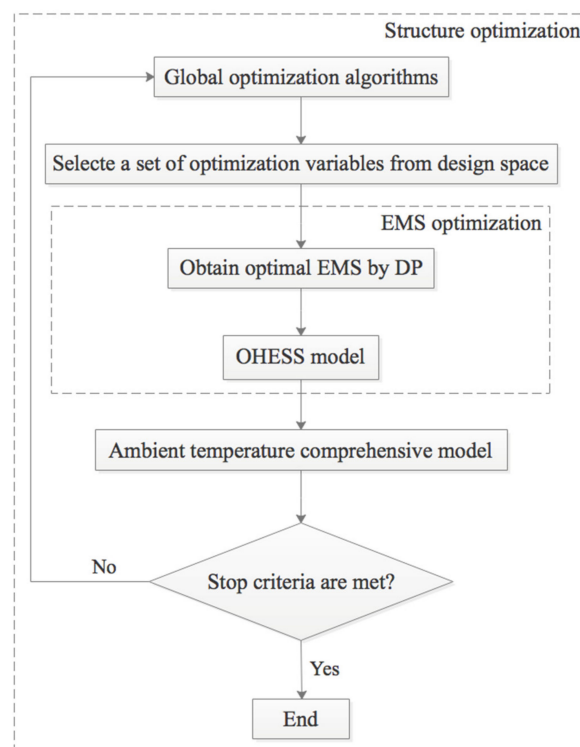 Structure optimization
Global optimization algorithms
Selecte a set of optimization variables from design space
EMS optimization
Obtain optimal EMS by DP
OHESS model
Ambient temperature comprehensive model
No
Stop criteria are met?
Yes
End